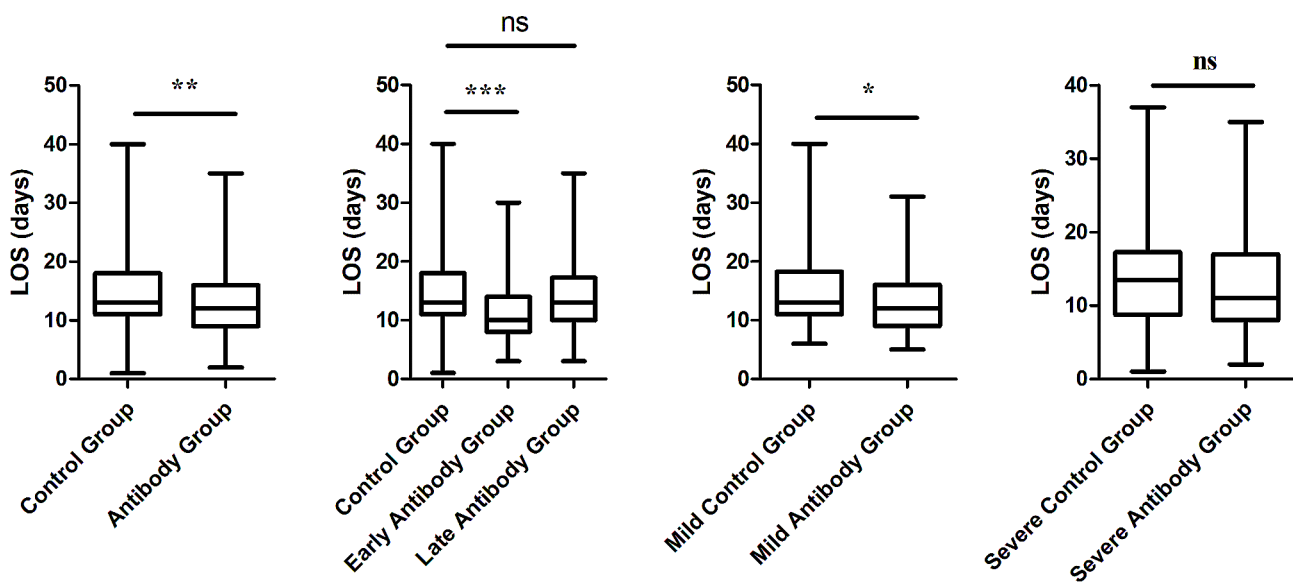 ns
**
***
*
ns
LOS (days)
50
40
30
20
10
0
Control Group
Antibody Group
LOS (days)
50
40
30
20
10
0
Control Group
Early Antibody Group
Late Antibody Group
LOS (days)
50
40
30
20
10
0
Mild Control Group
Mild Antibody Group
LOS (days)
40
30
20
10
0
Severe Control Group
Severe Antibody Group